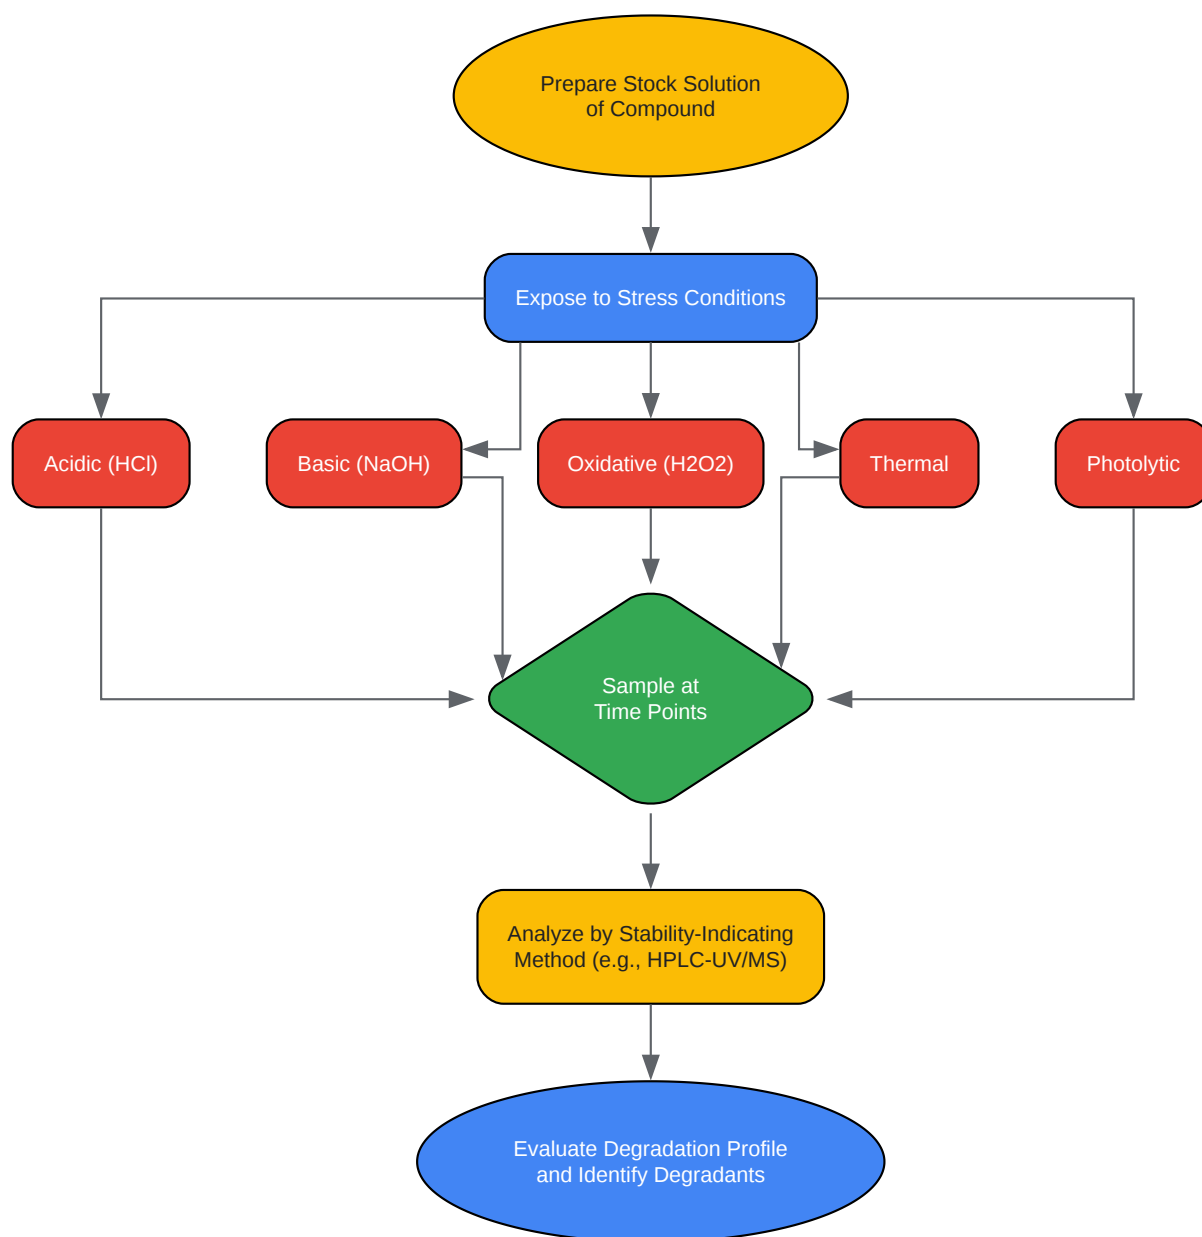 Prepare Stock Solution
of Compound
Expose to Stress Conditions
Acidic (HCl)
Basic (NaOH)
Oxidative (H2O2)
Thermal
Photolytic
Sample at
Time Points
Analyze by Stability-Indicating
Method (e.g., HPLC-UV/MS)
Evaluate Degradation Profile
and Identify Degradants